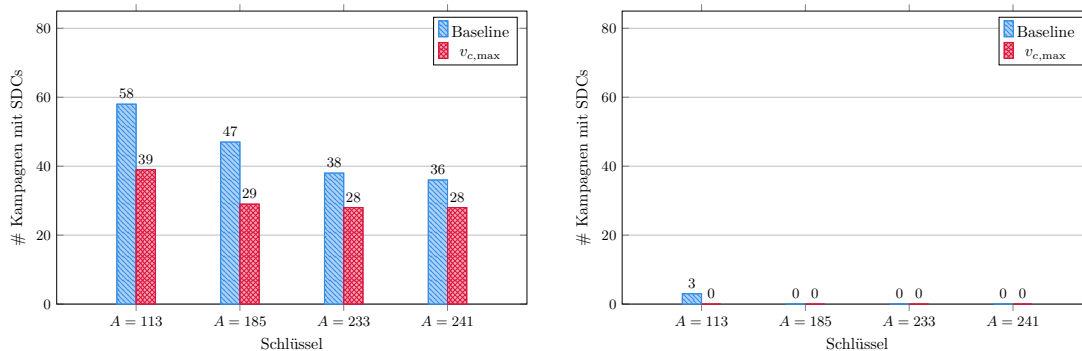 80
60
40
20
0
# Kampagnen mit SDCs
Baseline
v_{c,max}
58
39
47
29
38
28
36
28
A = 113
A = 185
A = 233
A = 241
Schlüssel
80
60
40
20
0
# Kampagnen mit SDCs
Baseline
v_{c,max}
3
0
0
0
0
0
0
0
A = 113
A = 185
A = 233
A = 241
Schlüssel